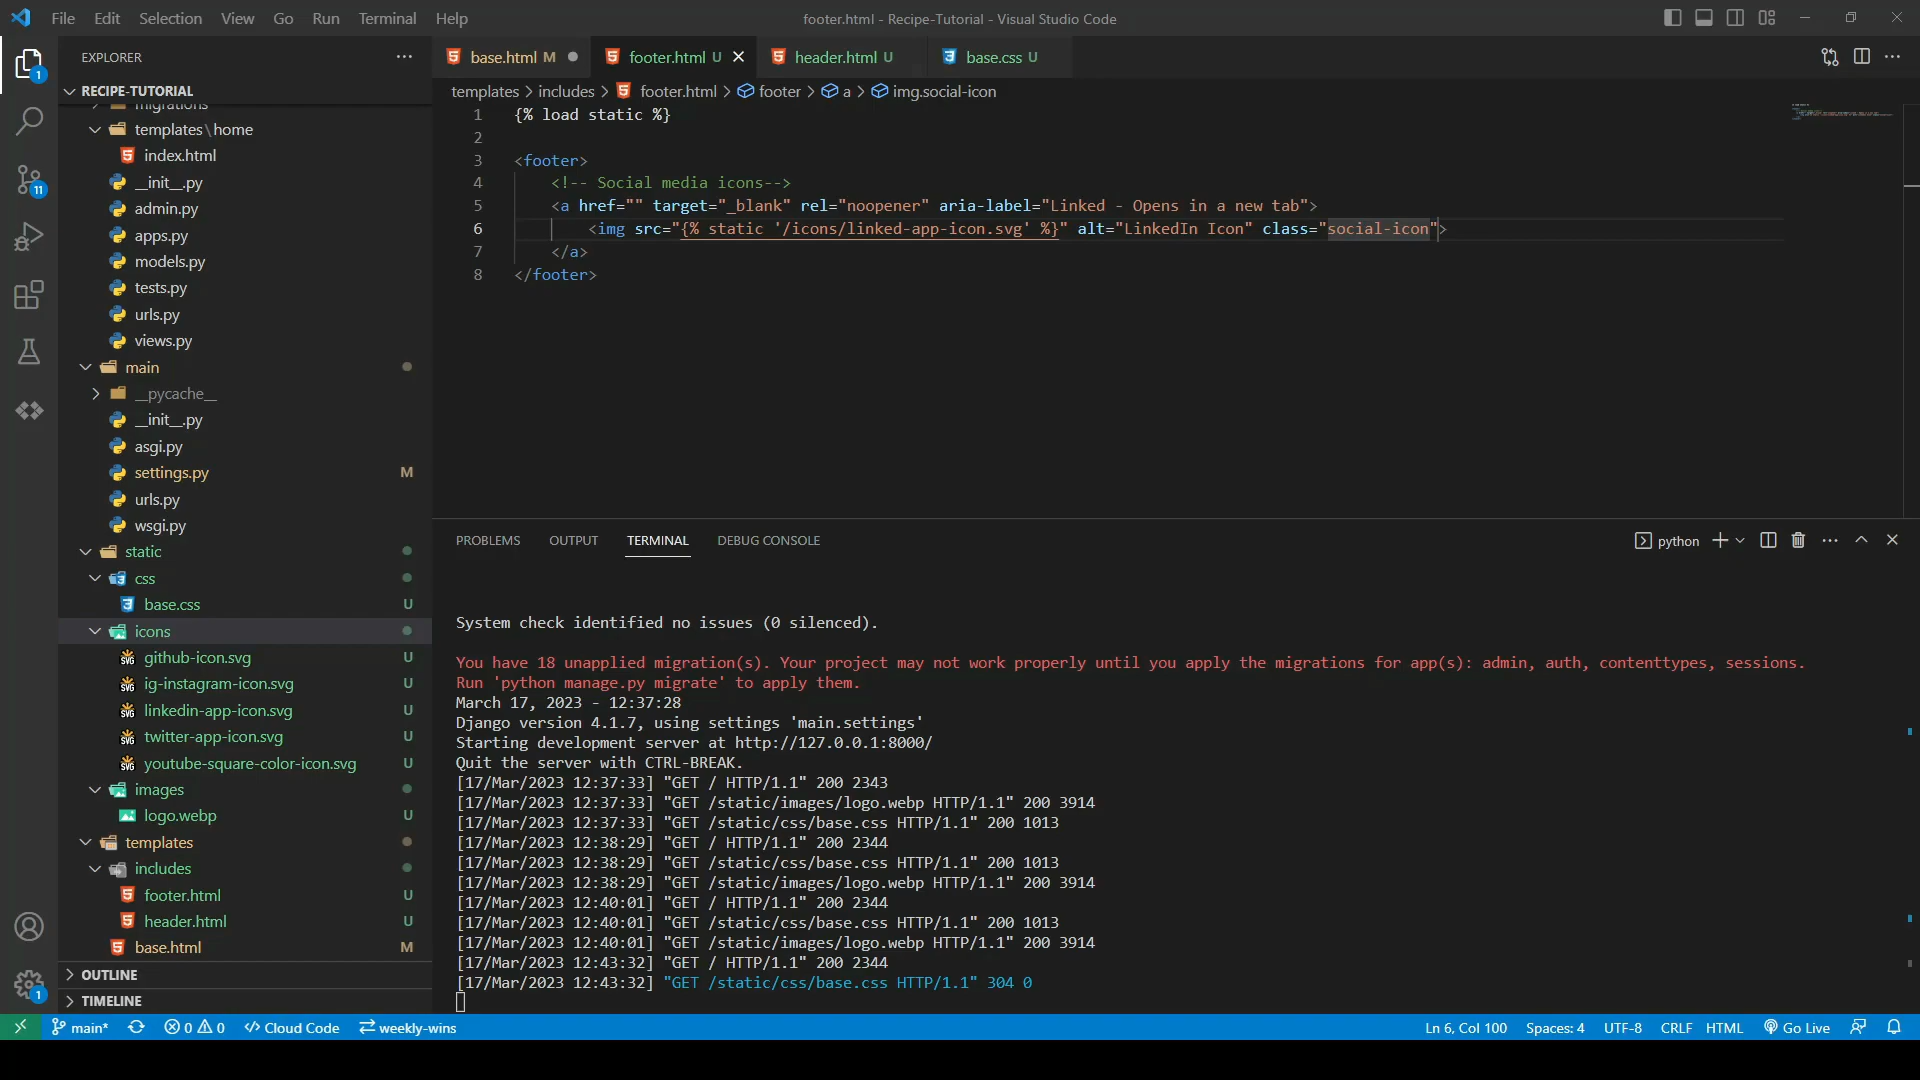 File Edit Selection View Go Run Terminal Help
footer.html - Recipe-Tutorial - Visual Studio Code
EXPLORER
RECIPE-TUTORIAL
migrations
templates\home
index.html
__init__.py
admin.py
apps.py
models.py
tests.py
urls.py
views.py
main
__pycache__
__init__.py
asgi.py
settings.py M
urls.py
wsgi.py
static
css
base.css U
icons
github-icon.svg U
ig-instagram-icon.svg U
linkedin-app-icon.svg U
twitter-app-icon.svg U
youtube-square-color-icon.svg U
images
logo.webp U
templates
includes
footer.html U
header.html U
base.html M
OUTLINE
TIMELINE
1
11
1
base.html M footer.html U header.html U base.css U
templates > includes > footer.html > footer > a > img.social-icon
1 {% load static %}
2
3 <footer>
4 <!-- Social media icons-->
5 <a href="" target="_blank" rel="noopener" aria-label="Linked - Opens in a new tab">
6 <img src="{% static '/icons/linked-app-icon.svg' %}" alt="LinkedIn Icon" class="social-icon">
7 </a>
8 </footer>
PROBLEMS OUTPUT TERMINAL DEBUG CONSOLE
python
System check identified no issues (0 silenced).
You have 18 unapplied migration(s). Your project may not work properly until you apply the migrations for app(s): admin, auth, contenttypes, sessions.
Run 'python manage.py migrate' to apply them.
March 17, 2023 - 12:37:28
Django version 4.1.7, using settings 'main.settings'
Starting development server at http://127.0.0.1:8000/
Quit the server with CTRL-BREAK.
[17/Mar/2023 12:37:33] "GET / HTTP/1.1" 200 2343
[17/Mar/2023 12:37:33] "GET /static/images/logo.webp HTTP/1.1" 200 3914
[17/Mar/2023 12:37:33] "GET /static/css/base.css HTTP/1.1" 200 1013
[17/Mar/2023 12:38:29] "GET / HTTP/1.1" 200 2344
[17/Mar/2023 12:38:29] "GET /static/css/base.css HTTP/1.1" 200 1013
[17/Mar/2023 12:38:29] "GET /static/images/logo.webp HTTP/1.1" 200 3914
[17/Mar/2023 12:40:01] "GET / HTTP/1.1" 200 2344
[17/Mar/2023 12:40:01] "GET /static/css/base.css HTTP/1.1" 200 1013
[17/Mar/2023 12:40:01] "GET /static/images/logo.webp HTTP/1.1" 200 3914
[17/Mar/2023 12:43:32] "GET / HTTP/1.1" 200 2344
[17/Mar/2023 12:43:32] "GET /static/css/base.css HTTP/1.1" 304 0
main* 0 0 Cloud Code weekly-wins
Ln 6, Col 100 Spaces: 4 UTF-8 CRLF HTML Go Live